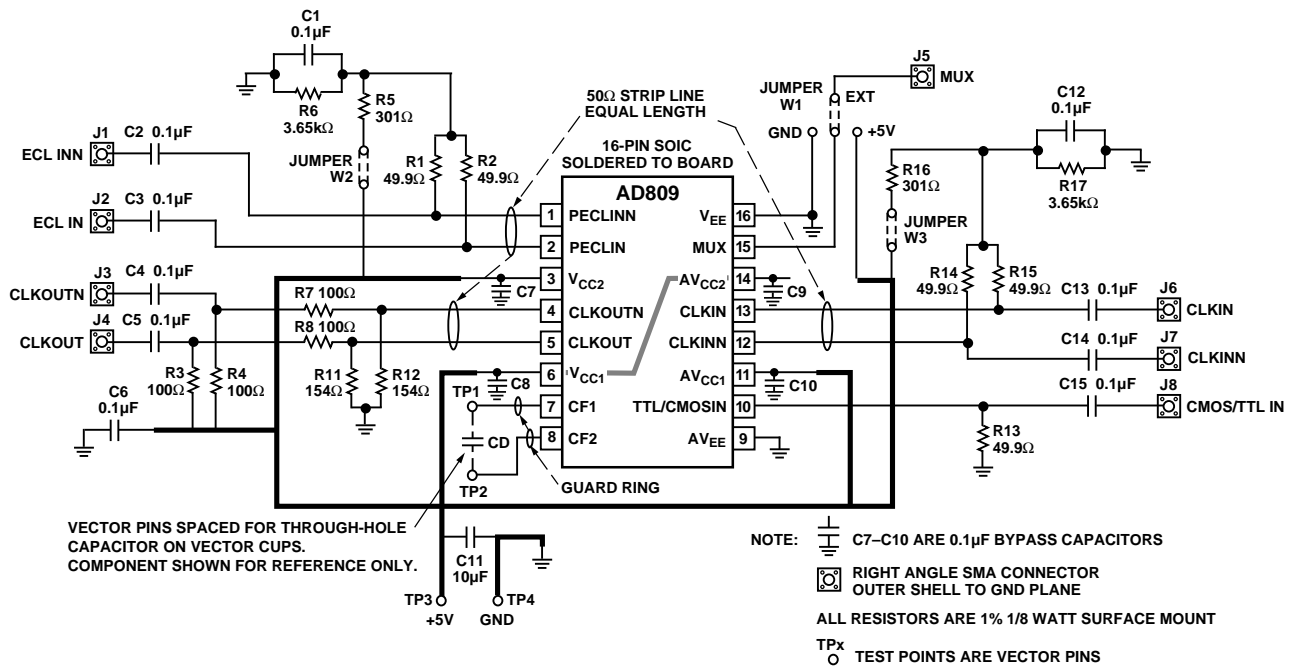 C1
0.1µF
R6
3.65kΩ
R5
301Ω
JUMPER
W2
R1
49.9Ω
R2
49.9Ω
50Ω STRIP LINE
EQUAL LENGTH
16-PIN SOIC
SOLDERED TO BOARD
JUMPER
W1
EXT
GND
+5V
J5
MUX
C12
0.1µF
R17
3.65kΩ
R16
301Ω
JUMPER
W3
R14
49.9Ω
R15
49.9Ω
ECL INN
J1
C2 0.1µF
ECL IN
J2
C3 0.1µF
CLKOUTN
J3
C4 0.1µF
CLKOUT
J4
C5 0.1µF
R7 100Ω
R8 100Ω
R3
100Ω
R4
100Ω
R11
154Ω
R12
154Ω
C6
0.1µF
C7
C8
TP1
CD
TP2
AD809
1 PECLINN
2 PECLIN
3 VCC2
4 CLKOUTN
5 CLKOUT
6 VCC1
7 CF1
8 CF2
VEE 16
MUX 15
AVCC2 14
CLKIN 13
CLKINN 12
AVCC1 11
TTL/CMOSIN 10
AVEE 9
C9
C10
C13 0.1µF
J6
CLKIN
C14 0.1µF
J7
CLKINN
C15 0.1µF
J8
CMOS/TTL IN
R13
49.9Ω
GUARD RING
VECTOR PINS SPACED FOR THROUGH-HOLE
CAPACITOR ON VECTOR CUPS.
COMPONENT SHOWN FOR REFERENCE ONLY.
C11
10µF
TP3
+5V
TP4
GND
NOTE:
C7–C10 ARE 0.1µF BYPASS CAPACITORS
RIGHT ANGLE SMA CONNECTOR
OUTER SHELL TO GND PLANE
ALL RESISTORS ARE 1% 1/8 WATT SURFACE MOUNT
TPx
TEST POINTS ARE VECTOR PINS